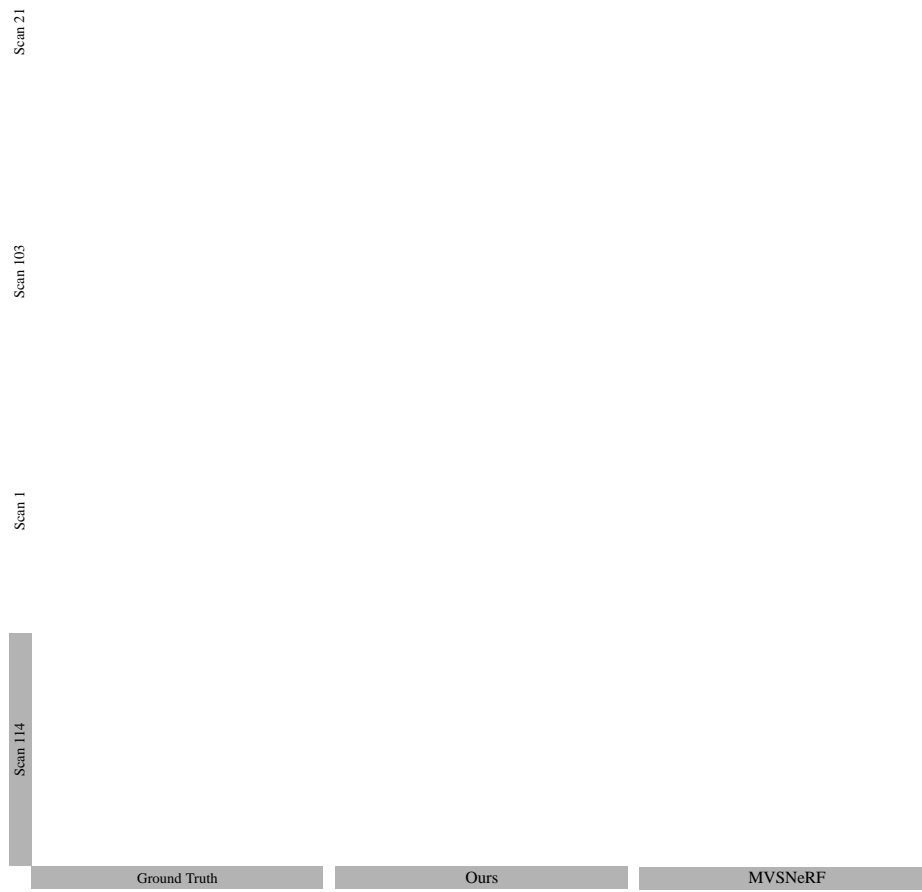 Scan 21
Scan 103
Scan 1
Scan 114
Ground Truth
Ours
MVSNeRF